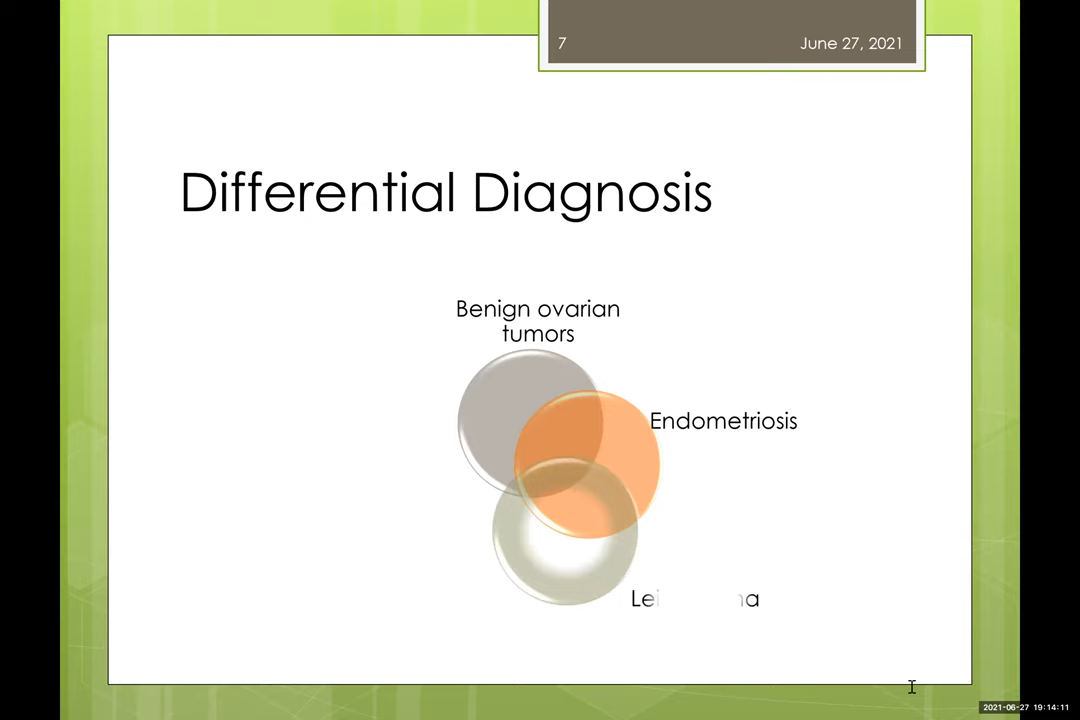 7
June 27, 2021
Differential Diagnosis
Benign ovarian
tumors
Endometriosis
2021-06-27 19:14:11